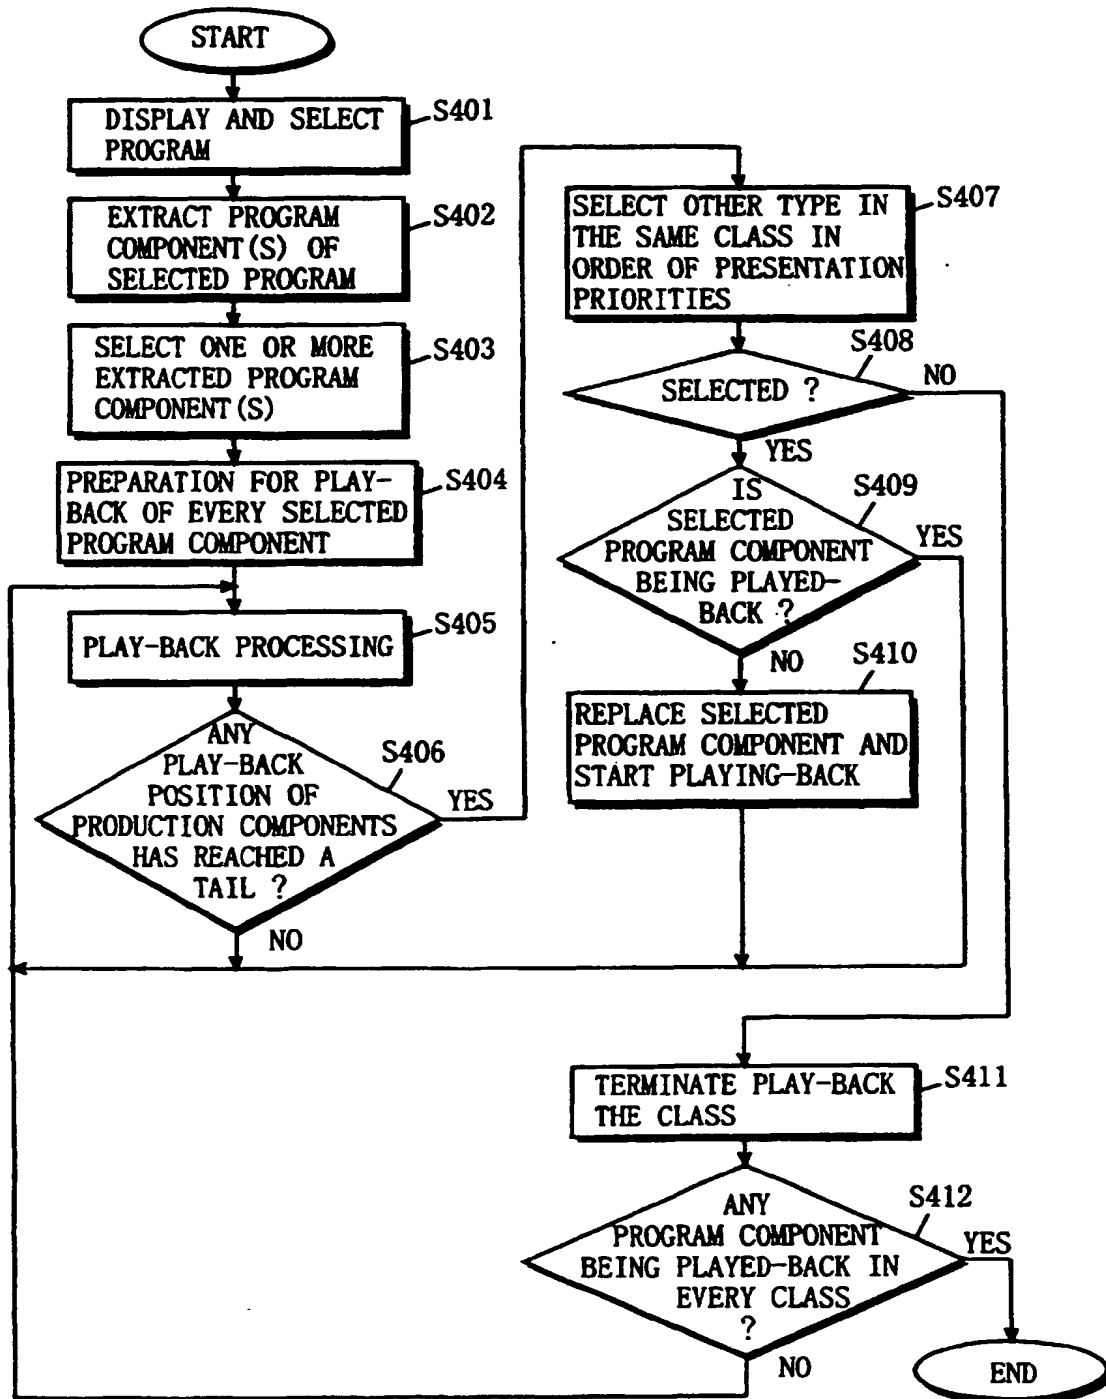 START
DISPLAY AND SELECT
PROGRAM
S401
EXTRACT PROGRAM
COMPONENT(S) OF
SELECTED PROGRAM
S402
SELECT ONE OR MORE
EXTRACTED PROGRAM
COMPONENT(S)
S403
PREPARATION FOR PLAY-
BACK OF EVERY SELECTED
PROGRAM COMPONENT
S404
PLAY-BACK PROCESSING
S405
ANY
PLAY-BACK
POSITION OF
PRODUCTION COMPONENTS
HAS REACHED A
TAIL ?
S406
YES
NO
SELECT OTHER TYPE IN
THE SAME CLASS IN
ORDER OF PRESENTATION
PRIORITIES
S407
SELECTED ?
S408
NO
YES
IS
SELECTED
PROGRAM COMPONENT
BEING PLAYED-
BACK ?
S409
YES
NO
REPLACE SELECTED
PROGRAM COMPONENT AND
START PLAYING-BACK
S410
TERMINATE PLAY-BACK
THE CLASS
S411
ANY
PROGRAM COMPONENT
BEING PLAYED-BACK IN
EVERY CLASS
?
S412
YES
NO
END